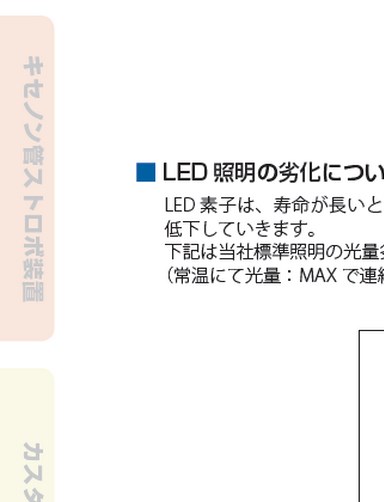 キセノン管ストロボ装置
■ LED 照明の劣化につい
LED 素子は、寿命が長いと
低下していきます。
下記は当社標準照明の光量
（常温にて光量：MAX で連続
カスタ